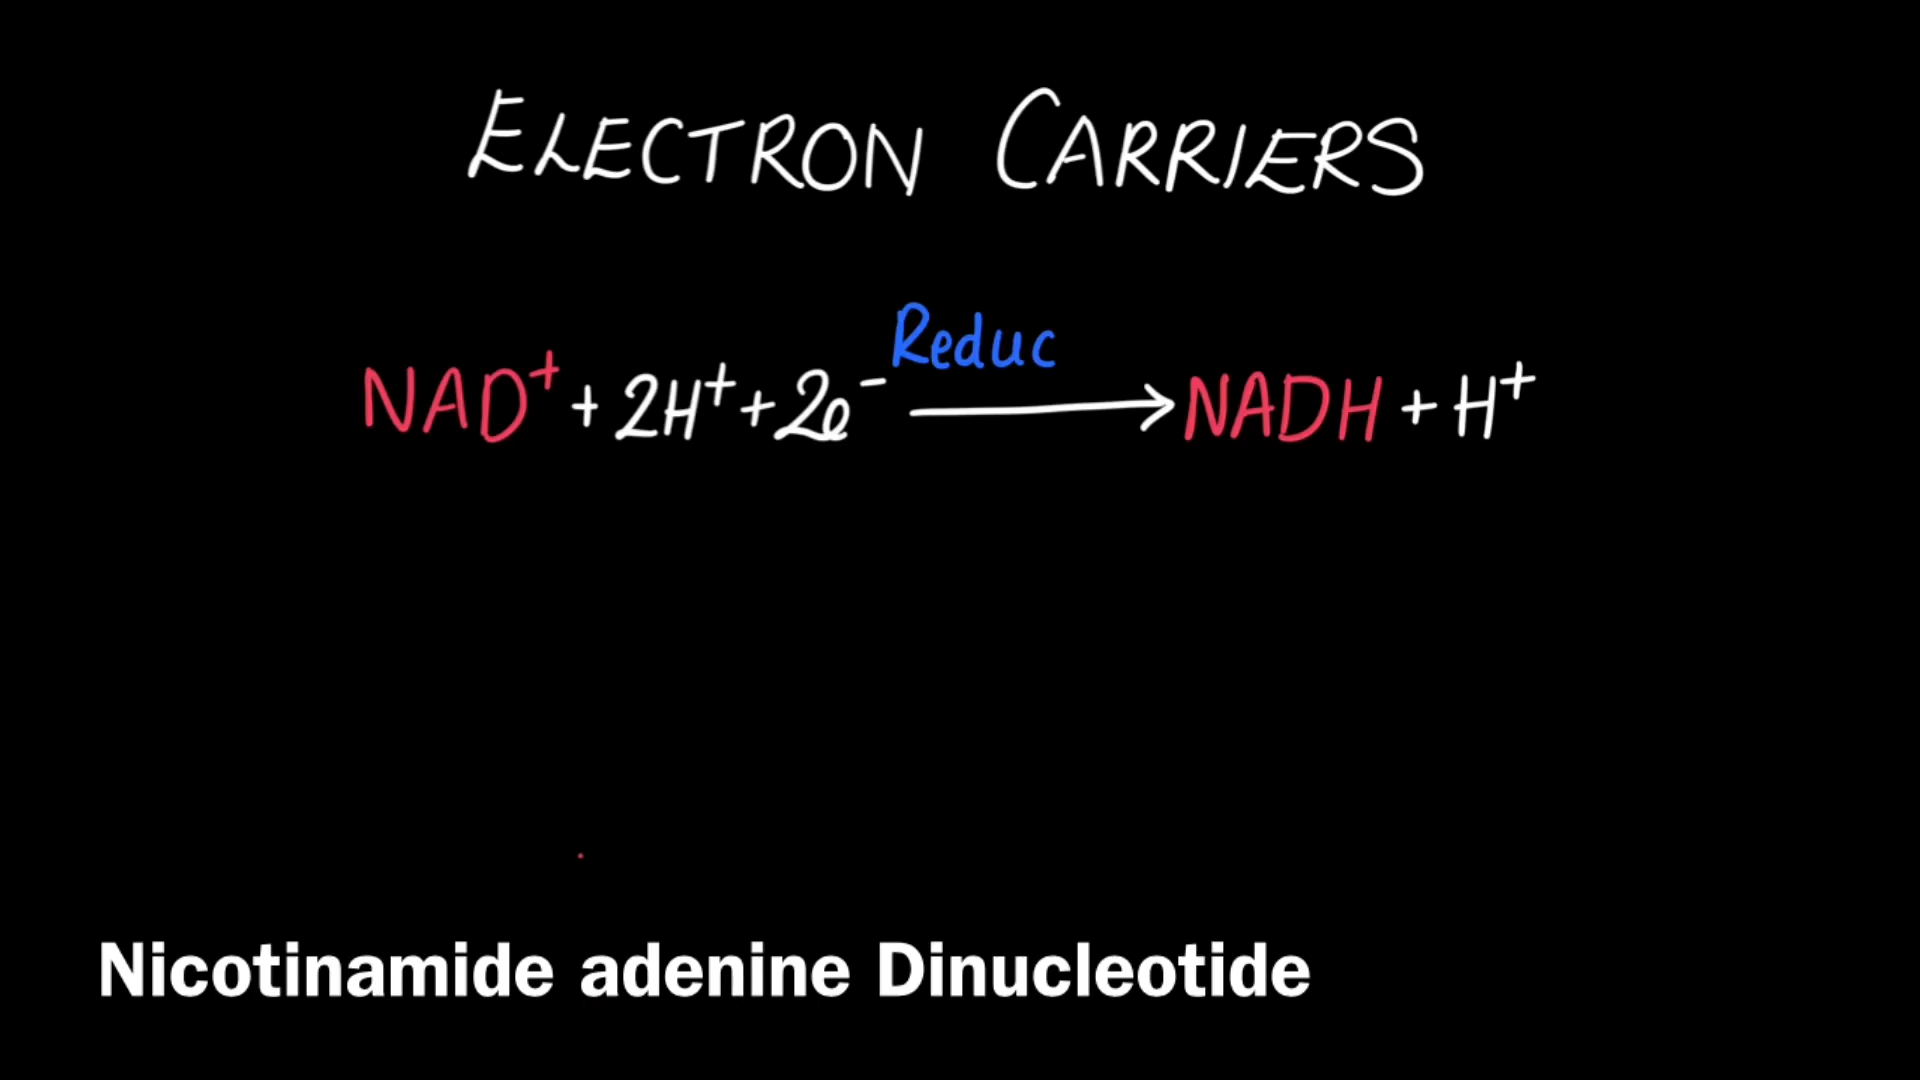 ELECTRON CARRIERS
Reduc
NAD⁺ + 2H⁺ + 2e⁻ → NADH + H⁺
Nicotinamide adenine Dinucleotide